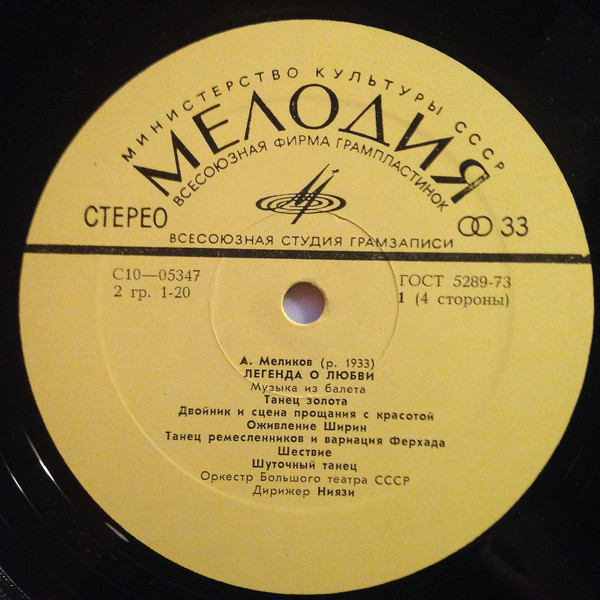 МИНИСТЕРСТВО КУЛЬТУРЫ СССР
МЕЛОДИЯ
ВСЕСОЮЗНАЯ ФИРМА ГРАМПЛАСТИНОК
СТЕРЕО
33
ВСЕСОЮЗНАЯ СТУДИЯ ГРАМЗАПИСИ
С10—05347
ГОСТ 5289-73
2 гр. 1-20
1 (4 стороны)
А. Меликов (р. 1933)
ЛЕГЕНДА О ЛЮБВИ
Музыка из балета
Танец золота
Двойник и сцена прощания с красотой
Оживление Ширин
Танец ремесленников и вариация Ферхада
Шествие
Шуточный танец
Оркестр Большого театра СССР
Дирижер Ниязи